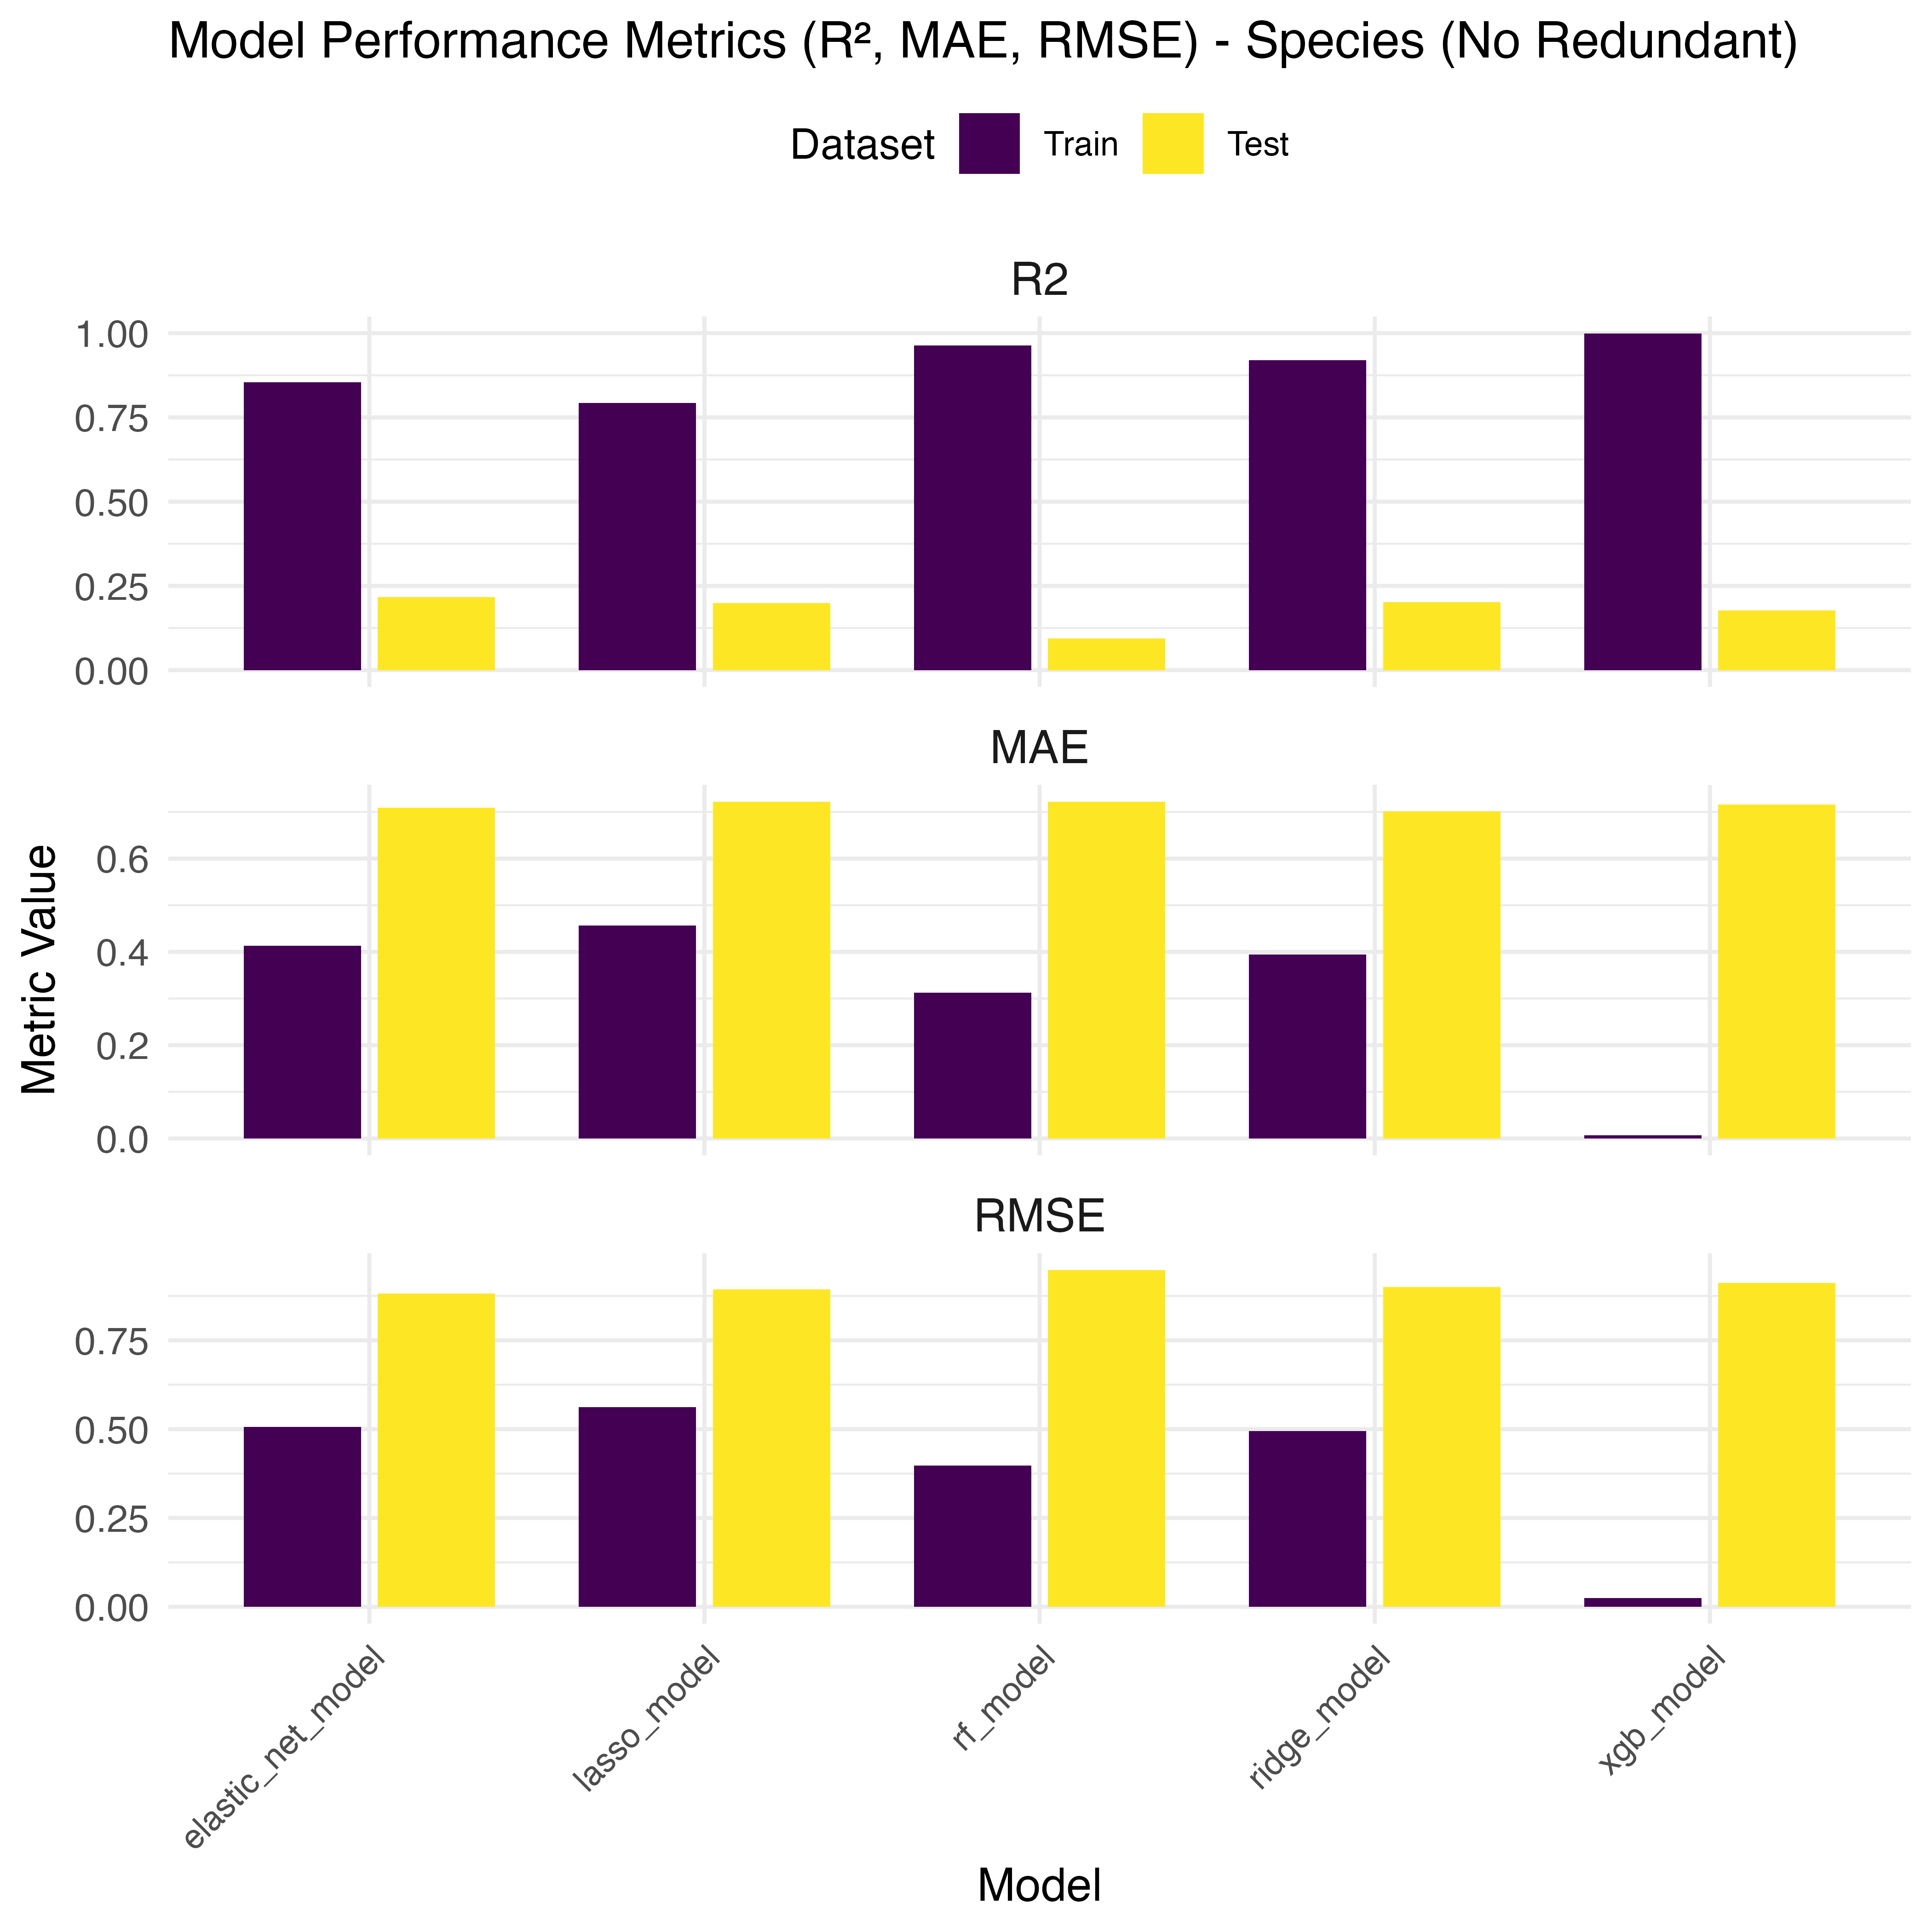 Model Performance Metrics (R², MAE, RMSE) - Species (No Redundant)
Dataset Train Test
R2
1.00
0.75
0.50
0.25
0.00
MAE
0.6
0.4
0.2
0.0
Metric Value
RMSE
0.75
0.50
0.25
0.00
elastic_net_model
lasso_model
rf_model
ridge_model
xgb_model
Model